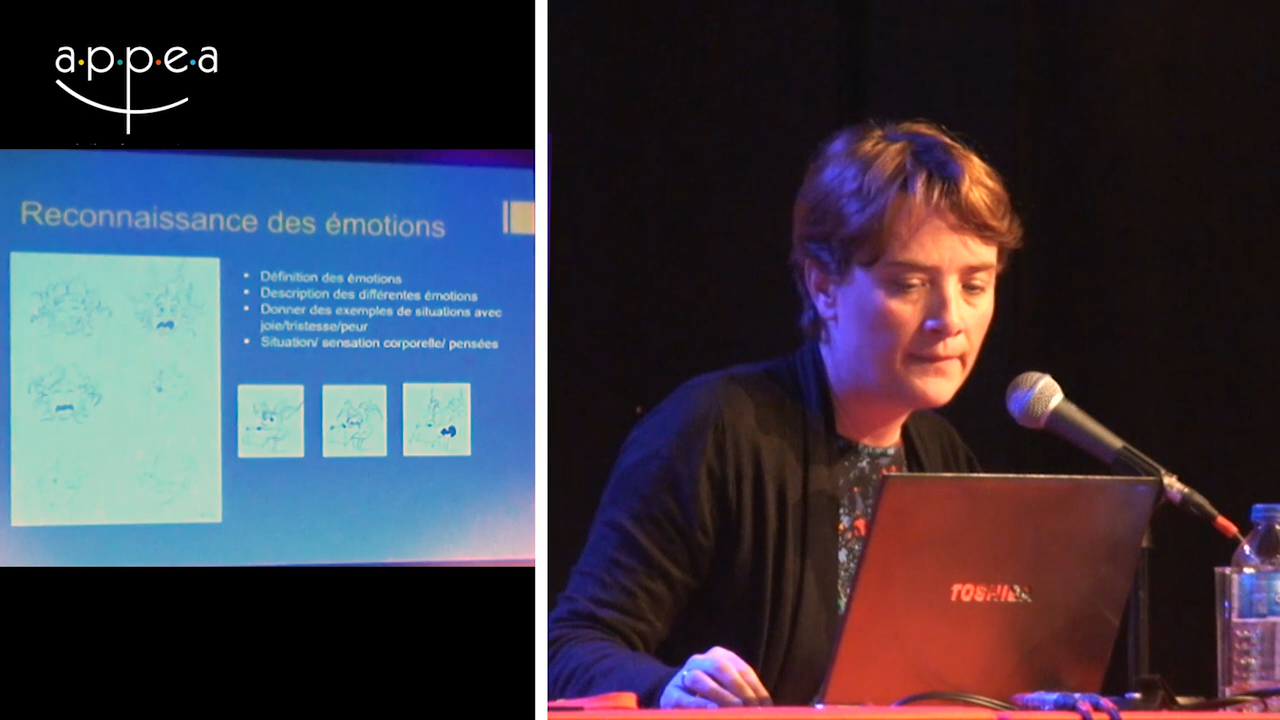 a·p·p·e·a
Reconnaissance des émotions
• Définition des émotions
• Description des différentes émotions
• Donner des exemples de situations avec
joie/tristesse/peur
• Situation/ sensation corporelle/ pensées
TOSHIBA